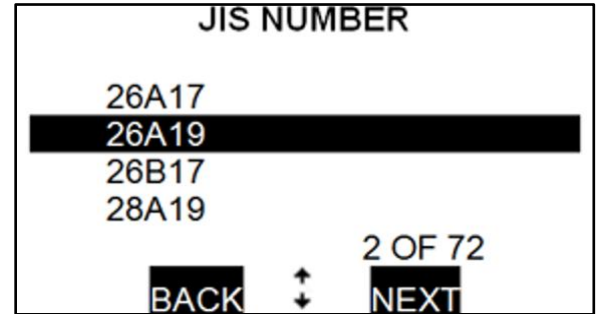 JIS NUMBER
26A17
26A19
26B17
28A19
2 OF 72
BACK NEXT